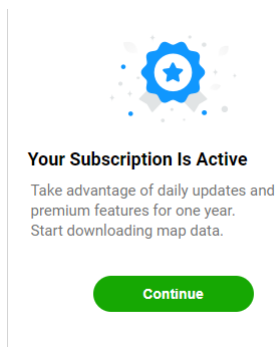 Your Subscription Is Active
Take advantage of daily updates and
premium features for one year.
Start downloading map data.
Continue